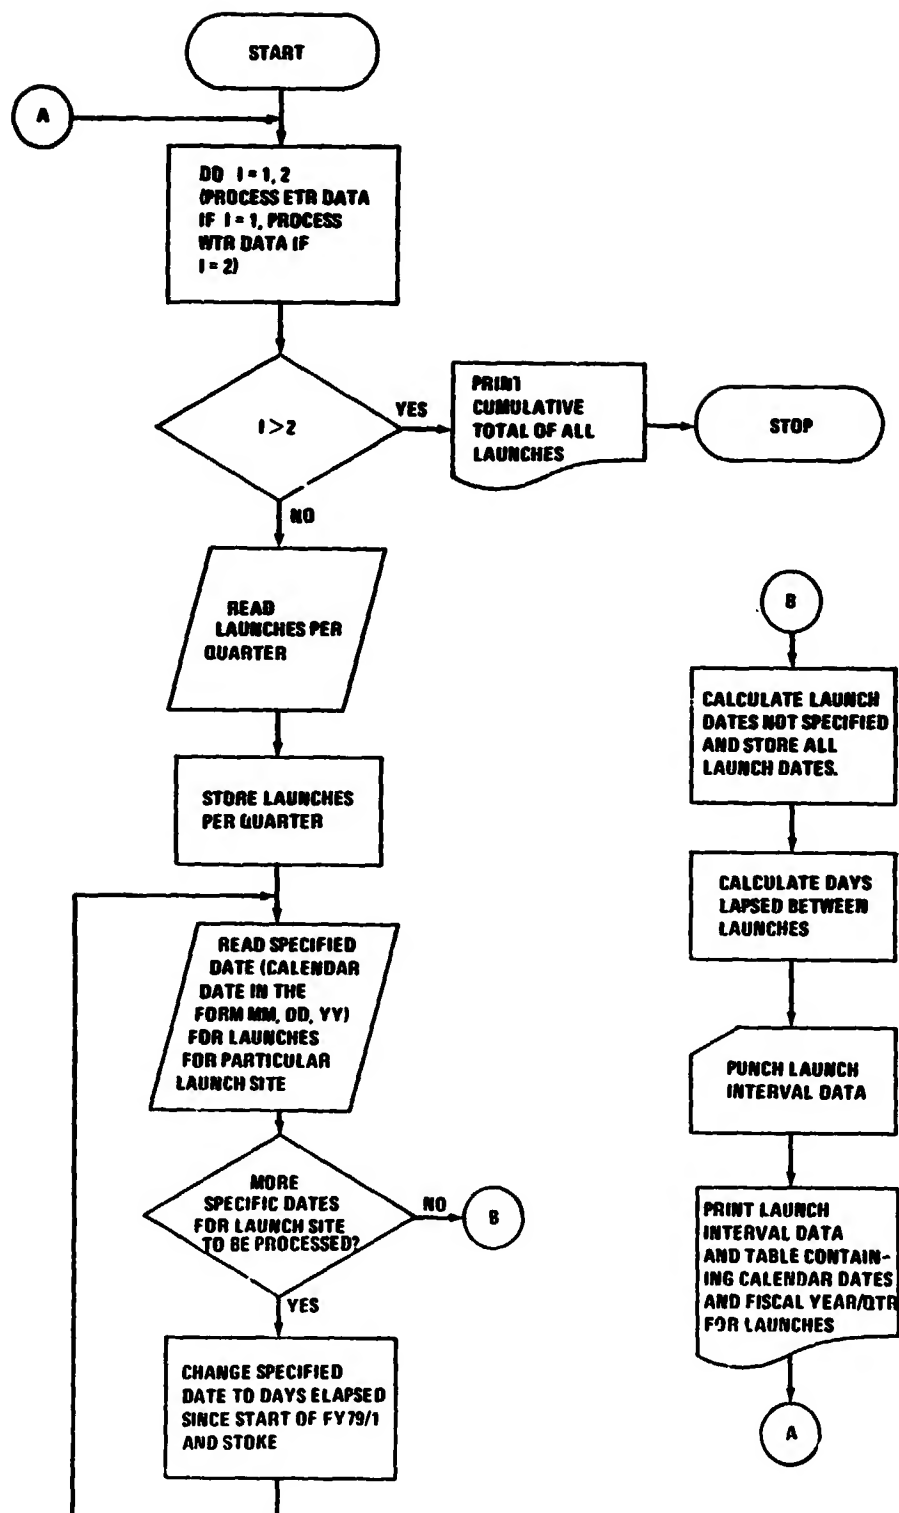 START
A
DO I = 1, 2
(PROCESS ETR DATA
IF I = 1, PROCESS
WTR DATA IF
I = 2)
I > 2
YES
PRINT
CUMULATIVE
TOTAL OF ALL
LAUNCHES
STOP
NO
READ
LAUNCHES PER
QUARTER
STORE LAUNCHES
PER QUARTER
READ SPECIFIED
DATE (CALENDAR
DATE IN THE
FORM MM, DD, YY)
FOR LAUNCHES
FOR PARTICULAR
LAUNCH SITE
MORE
SPECIFIC DATES
FOR LAUNCH SITE
TO BE PROCESSED?
NO
B
YES
CHANGE SPECIFIED
DATE TO DAYS ELAPSED
SINCE START OF FY79/1
AND STOKE
B
CALCULATE LAUNCH
DATES NOT SPECIFIED
AND STORE ALL
LAUNCH DATES.
CALCULATE DAYS
LAPSED BETWEEN
LAUNCHES
PUNCH LAUNCH
INTERVAL DATA
PRINT LAUNCH
INTERVAL DATA
AND TABLE CONTAIN-
ING CALENDAR DATES
AND FISCAL YEAR/QTR
FOR LAUNCHES
A